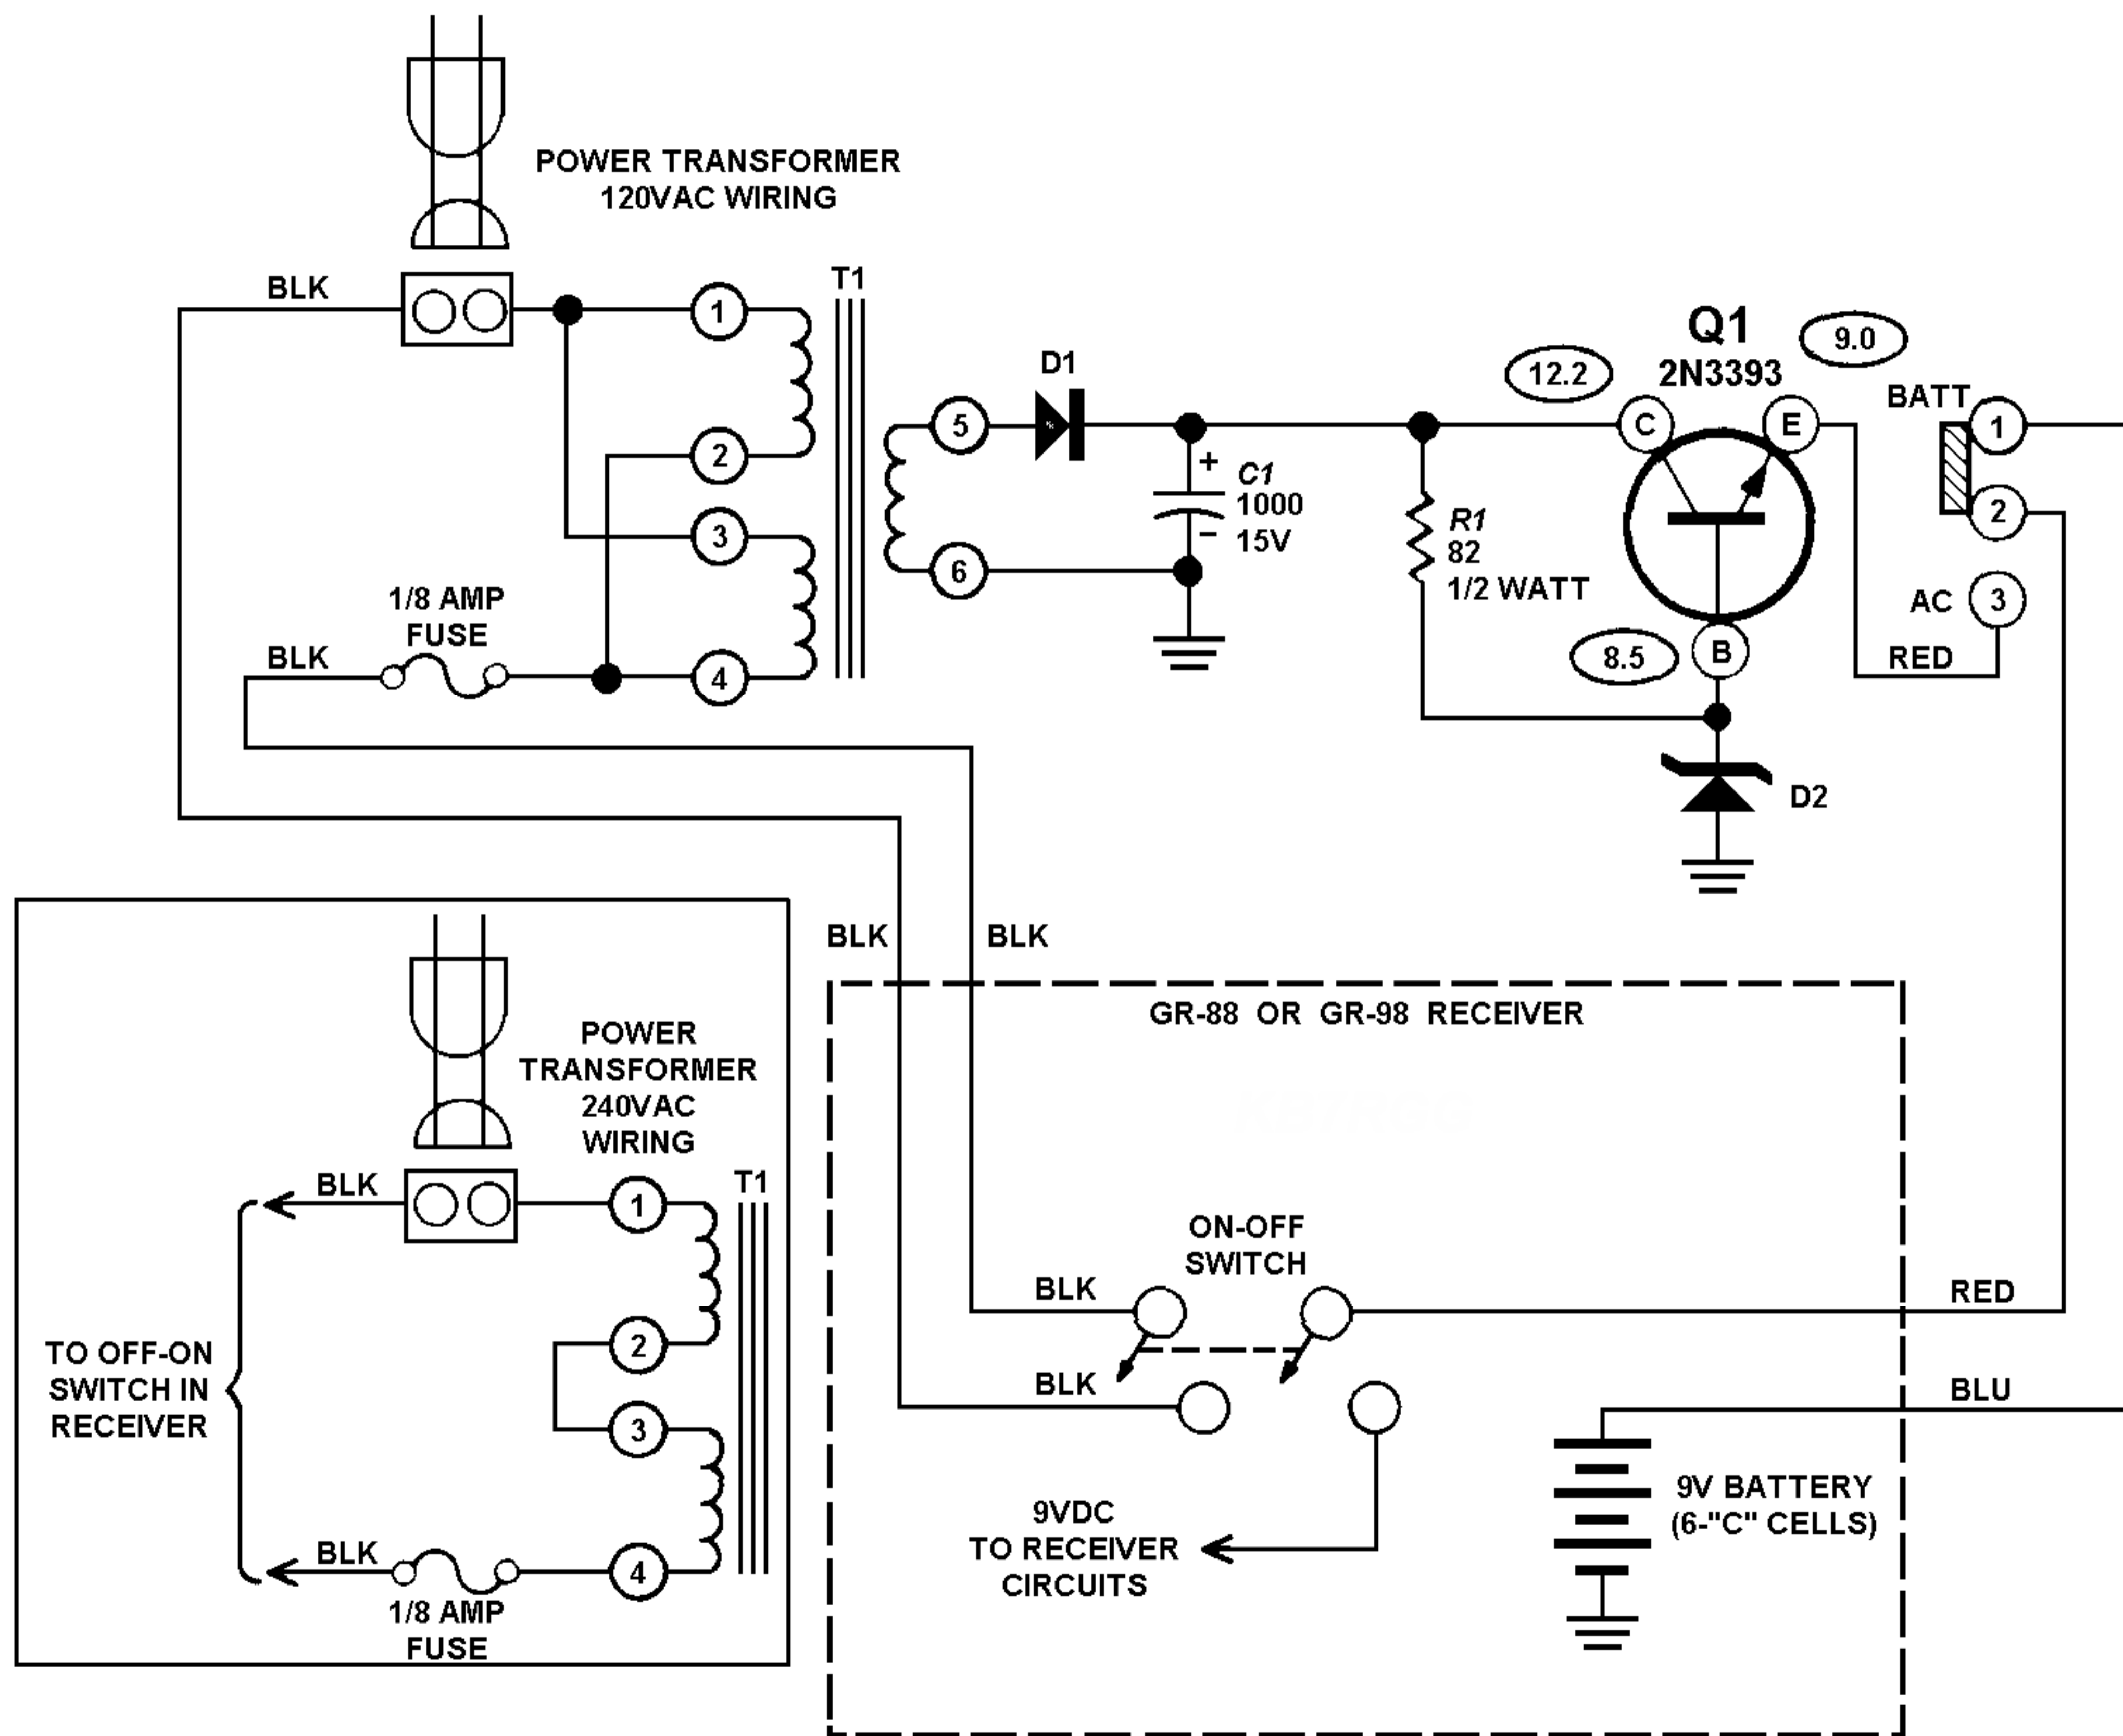 POWER TRANSFORMER
120VAC WIRING
BLK
T1
1
2
3
4
1/8 AMP
FUSE
BLK
5
6
D1
+
C1
1000
15V
−
R1
82
1/2 WATT
12.2
Q1
2N3393
9.0
C
E
B
8.5
D2
BATT
1
2
AC
3
RED
BLK
BLK
GR-88 OR GR-98 RECEIVER
POWER
TRANSFORMER
240VAC
WIRING
T1
BLK
1
2
3
4
TO OFF-ON
SWITCH IN
RECEIVER
BLK
1/8 AMP
FUSE
ON-OFF
SWITCH
BLK
BLK
RED
BLU
9VDC
TO RECEIVER
CIRCUITS
9V BATTERY
(6-"C" CELLS)